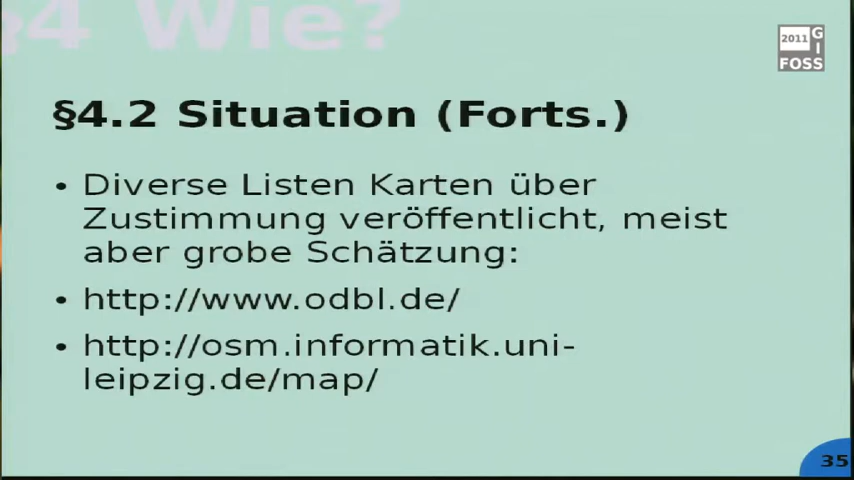 §4 Wie?
2011 G
I
FOSS
§4.2 Situation (Forts.)
• Diverse Listen Karten über
Zustimmung veröffentlicht, meist
aber grobe Schätzung:
• http://www.odbl.de/
• http://osm.informatik.uni-
leipzig.de/map/
35